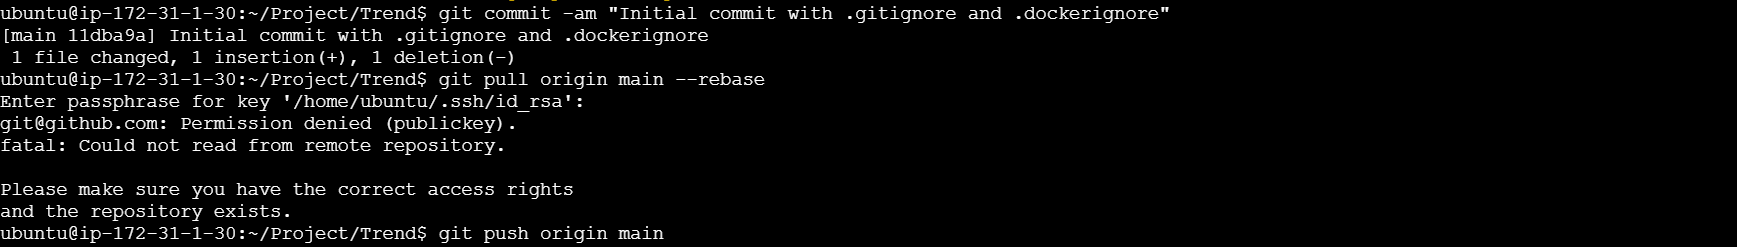 ubuntu@ip-172-31-1-30:~/Project/Trend$ git commit -am "Initial commit with .gitignore and .dockerignore"
[main 11dba9a] Initial commit with .gitignore and .dockerignore
 1 file changed, 1 insertion(+), 1 deletion(-)
ubuntu@ip-172-31-1-30:~/Project/Trend$ git pull origin main --rebase
Enter passphrase for key '/home/ubuntu/.ssh/id_rsa':
git@github.com: Permission denied (publickey).
fatal: Could not read from remote repository.

Please make sure you have the correct access rights
and the repository exists.
ubuntu@ip-172-31-1-30:~/Project/Trend$ git push origin main